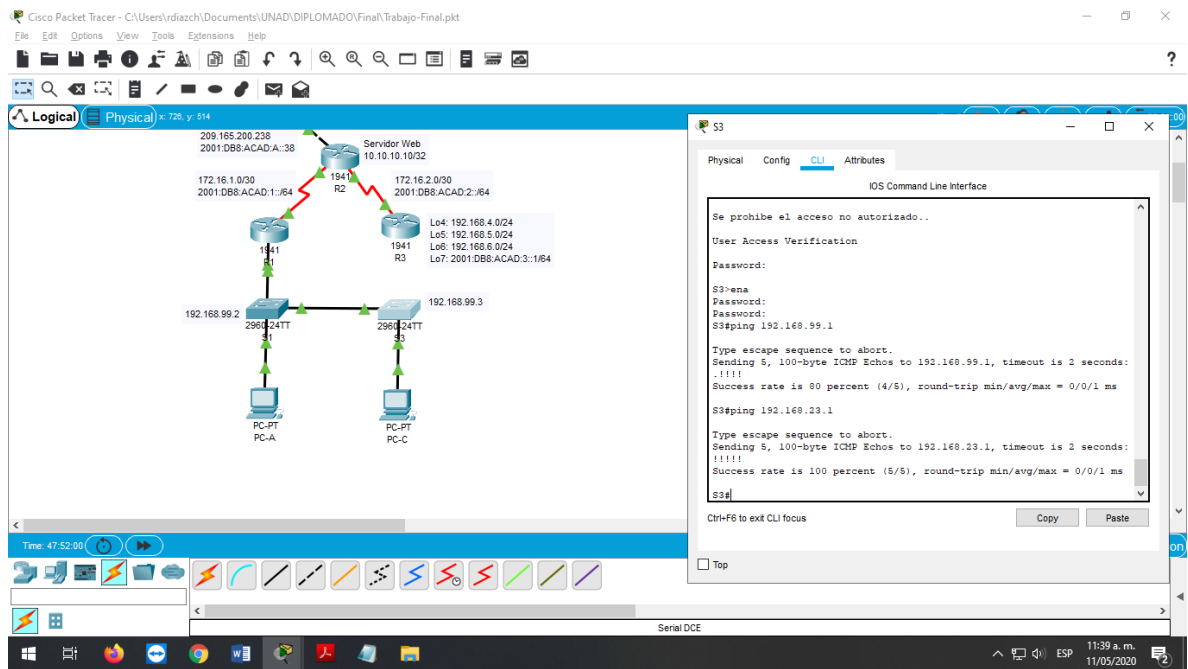 Cisco Packet Tracer - C:\Users\rdiazch\Documents\UNAD\DIPLOMADO\Final\Trabajo-Final.pkt
File Edit Options View Tools Extensions Help
?
Logical Physical x: 726, y: 514
209.165.200.238
2001:DB8:ACAD:A::38
Servidor Web
10.10.10.10/32
1941
R2
172.16.1.0/30
2001:DB8:ACAD:1::/64
172.16.2.0/30
2001:DB8:ACAD:2::/64
1941
R1
1941
R3
Lo4: 192.168.4.0/24
Lo5: 192.168.5.0/24
Lo6: 192.168.6.0/24
Lo7: 2001:DB8:ACAD:3::1/64
192.168.99.2
2960-24TT
S1
192.168.99.3
2960-24TT
S3
PC-PT
PC-A
PC-PT
PC-C
S3
Physical Config CLI Attributes
IOS Command Line Interface
Se prohibe el acceso no autorizado..
User Access Verification
Password:
S3>ena
Password:
Password:
S3#ping 192.168.99.1
Type escape sequence to abort.
Sending 5, 100-byte ICMP Echos to 192.168.99.1, timeout is 2 seconds:
.!!!!
Success rate is 80 percent (4/5), round-trip min/avg/max = 0/0/1 ms
S3#ping 192.168.23.1
Type escape sequence to abort.
Sending 5, 100-byte ICMP Echos to 192.168.23.1, timeout is 2 seconds:
!!!!!
Success rate is 100 percent (5/5), round-trip min/avg/max = 0/0/1 ms
S3#
Ctrl+F6 to exit CLI focus
Copy Paste
Top
Time: 47:52:00
Serial DCE
ESP
11:39 a. m.
11/05/2020
2